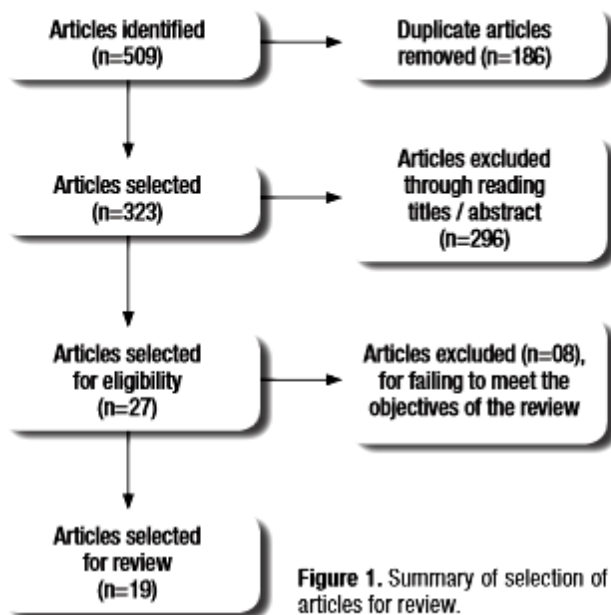 Articles identified
(n=509)
Duplicate articles
removed (n=186)
Articles selected
(n=323)
Articles excluded
through reading
titles / abstract
(n=296)
Articles selected
for eligibility
(n=27)
Articles excluded (n=08),
for failing to meet the
objectives of the review
Articles selected
for review
(n=19)
Figure 1. Summary of selection of
articles for review.